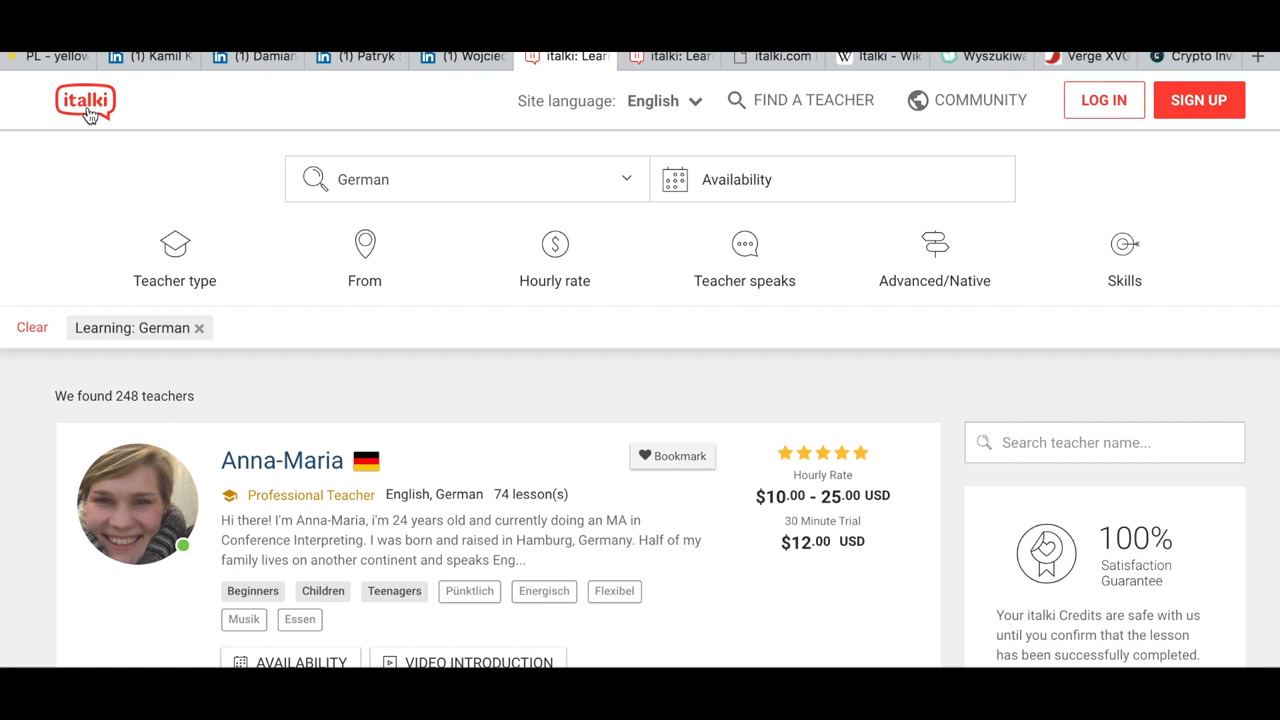 PL - yellow
(1) Kamil K
(1) Damian
(1) Patryk
(1) Wojciec
italki: Lear
italki: Lear
italki.com
Italki - Wik
Wyszukiwa
Verge XVG
Crypto Inv
italki
Site language: English
FIND A TEACHER
COMMUNITY
LOG IN
SIGN UP
German
Availability
Teacher type
From
Hourly rate
Teacher speaks
Advanced/Native
Skills
Clear
Learning: German
We found 248 teachers
Anna-Maria
Bookmark
Professional Teacher English, German 74 lesson(s)
Hi there! I'm Anna-Maria, i'm 24 years old and currently doing an MA in
Conference Interpreting. I was born and raised in Hamburg, Germany. Half of my
family lives on another continent and speaks Eng...
Beginners Children Teenagers Pünktlich Energisch Flexibel
Musik Essen
AVAILABILITY
VIDEO INTRODUCTION
Hourly Rate
$10.00 - 25.00 USD
30 Minute Trial
$12.00 USD
Search teacher name...
100%
Satisfaction
Guarantee
Your italki Credits are safe with us
until you confirm that the lesson
has been successfully completed.